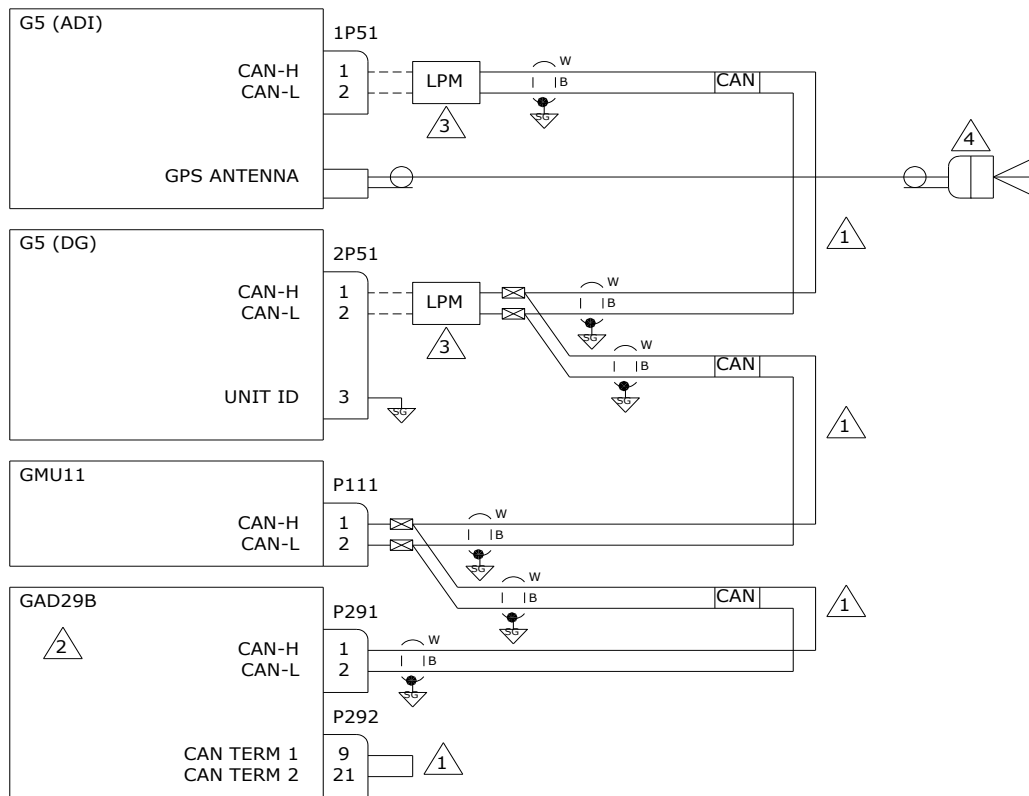 G5 (ADI)
1P51
CAN-H 1
CAN-L 2
LPM
3
W
B
SG
CAN
4
GPS ANTENNA
1
G5 (DG)
2P51
CAN-H 1
CAN-L 2
LPM
3
W
B
SG
W
B
SG
CAN
UNIT ID 3
SG
1
GMU11
P111
CAN-H 1
CAN-L 2
W
B
SG
W
B
SG
CAN
1
GAD29B
2
P291
CAN-H 1
CAN-L 2
W
B
SG
P292
CAN TERM 1 9
CAN TERM 2 21
1